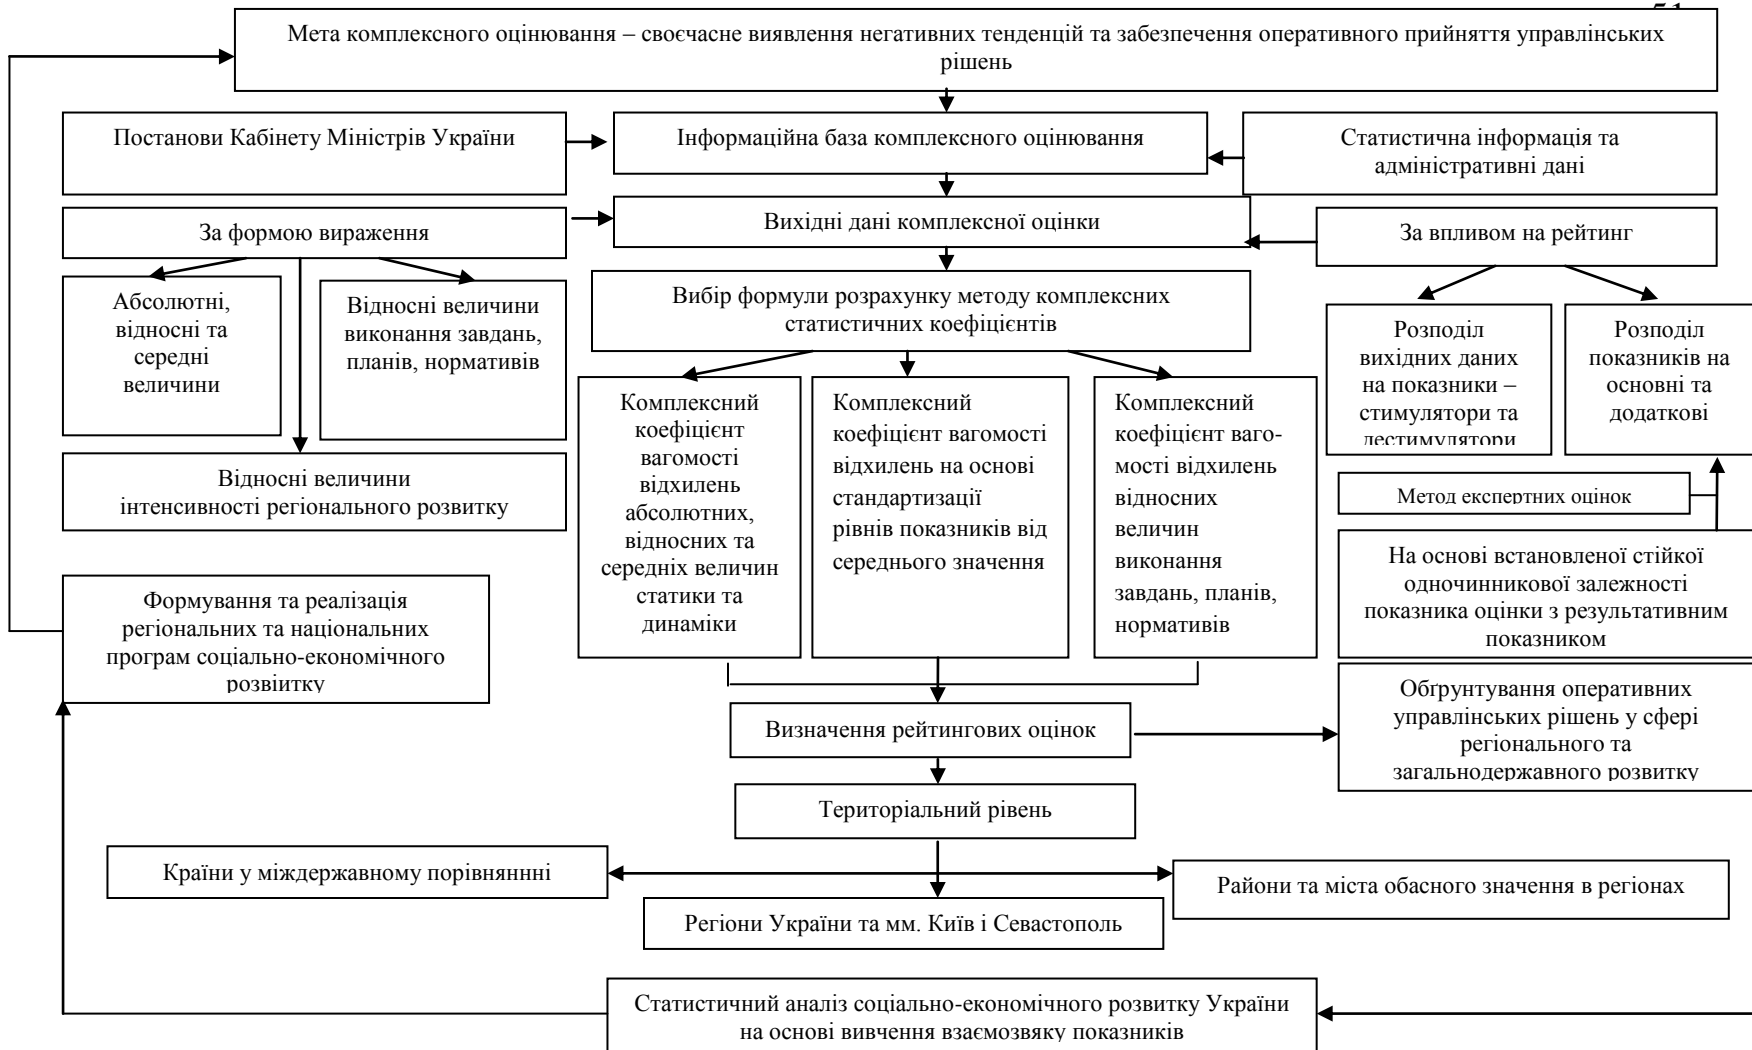 Мета комплексного оцінювання – своєчасне виявлення негативних тенденцій та забезпечення оперативного прийняття управлінських
рішень
Постанови Кабінету Міністрів України
Інформаційна база комплексного оцінювання
Статистична інформація та
адміністративні дані
За формою вираження
Вихідні дані комплексної оцінки
За впливом на рейтинг
Абсолютні,
відносні та
середні
величини
Відносні величини
виконання завдань,
планів, нормативів
Вибір формули розрахунку методу комплексних
статистичних коефіцієнтів
Розподіл
вихідних даних
на показники –
стимулятори та
дестимулятори
Розподіл
показників на
основні та
додаткові
Відносні величини
інтенсивності регіонального розвитку
Комплексний
коефіцієнт
вагомості
відхилень
абсолютних,
відносних та
середніх величин
статики та
динаміки
Комплексний
коефіцієнт вагомості
відхилень на основі
стандартизації
рівнів показників від
середнього значення
Комплексний
коефіцієнт ваго-
мості відхилень
відносних
величин
виконання
завдань, планів,
нормативів
Метод експертних оцінок
На основі встановленої стійкої
одночинникової залежності
показника оцінки з результативним
показником
Формування та реалізація
регіональних та національних
програм соціально-економічного
розвіитку
Обґрунтування оперативних
управлінських рішень у сфері
регіонального та
загальнодержавного розвитку
Визначення рейтингових оцінок
Територіальний рівень
Країни у міждержавному порівняннні
Райони та міста обасного значення в регіонах
Регіони України та мм. Київ і Севастополь
Статистичний аналіз соціально-економічного розвитку України
на основі вивчення взаємозвяку показників